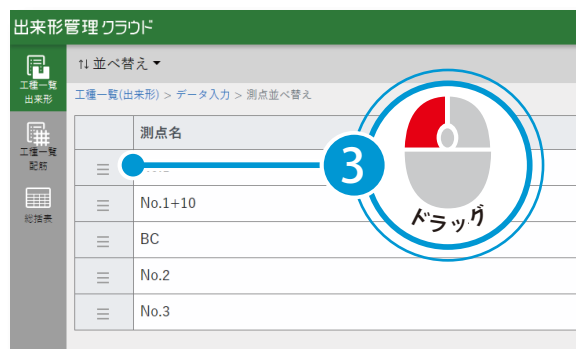 出来形管理クラウド
工種一覧
出来形
↑↓ 並べ替え▼
工種一覧(出来形) > データ入力 > 測点並べ替え
測点名
3
工種一覧
配筋
No.1+10
ドラッグ
総括表
BC
No.2
No.3